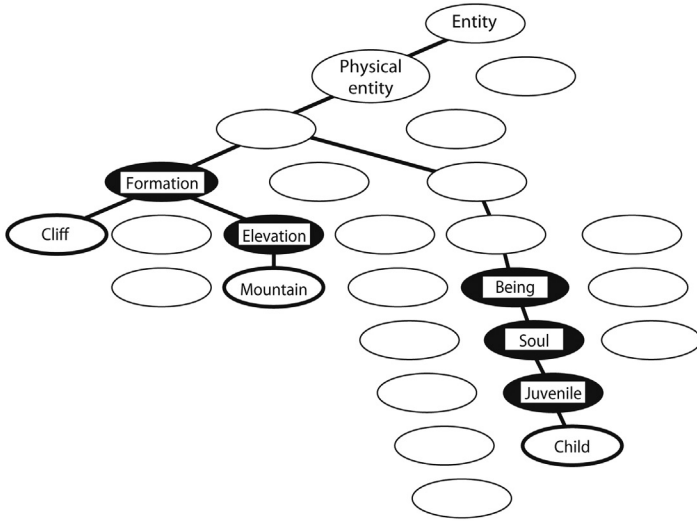 Entity
Physical
entity
Formation
Cliff
Elevation
Mountain
Being
Soul
Juvenile
Child